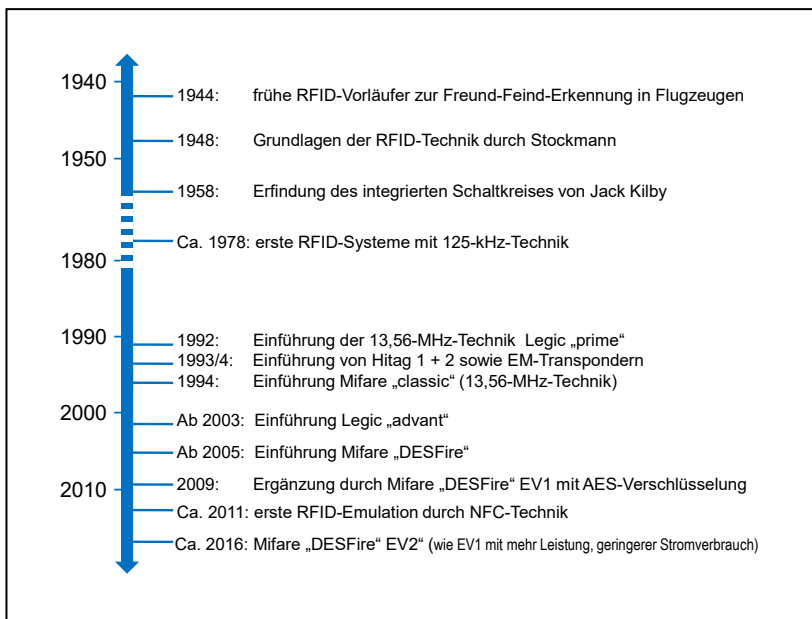 1940
1944: frühe RFID-Vorläufer zur Freund-Feind-Erkennung in Flugzeugen
1948: Grundlagen der RFID-Technik durch Stockmann
1950
1958: Erfindung des integrierten Schaltkreises von Jack Kilby
Ca. 1978: erste RFID-Systeme mit 125-kHz-Technik
1980
1990
1992: Einführung der 13,56-MHz-Technik Legic „prime“
1993/4: Einführung von Hitag 1 + 2 sowie EM-Transpondern
1994: Einführung Mifare „classic“ (13,56-MHz-Technik)
2000
Ab 2003: Einführung Legic „advant“
Ab 2005: Einführung Mifare „DESFire“
2009: Ergänzung durch Mifare „DESFire“ EV1 mit AES-Verschlüsselung
2010
Ca. 2011: erste RFID-Emulation durch NFC-Technik
Ca. 2016: Mifare „DESFire“ EV2“ (wie EV1 mit mehr Leistung, geringerer Stromverbrauch)